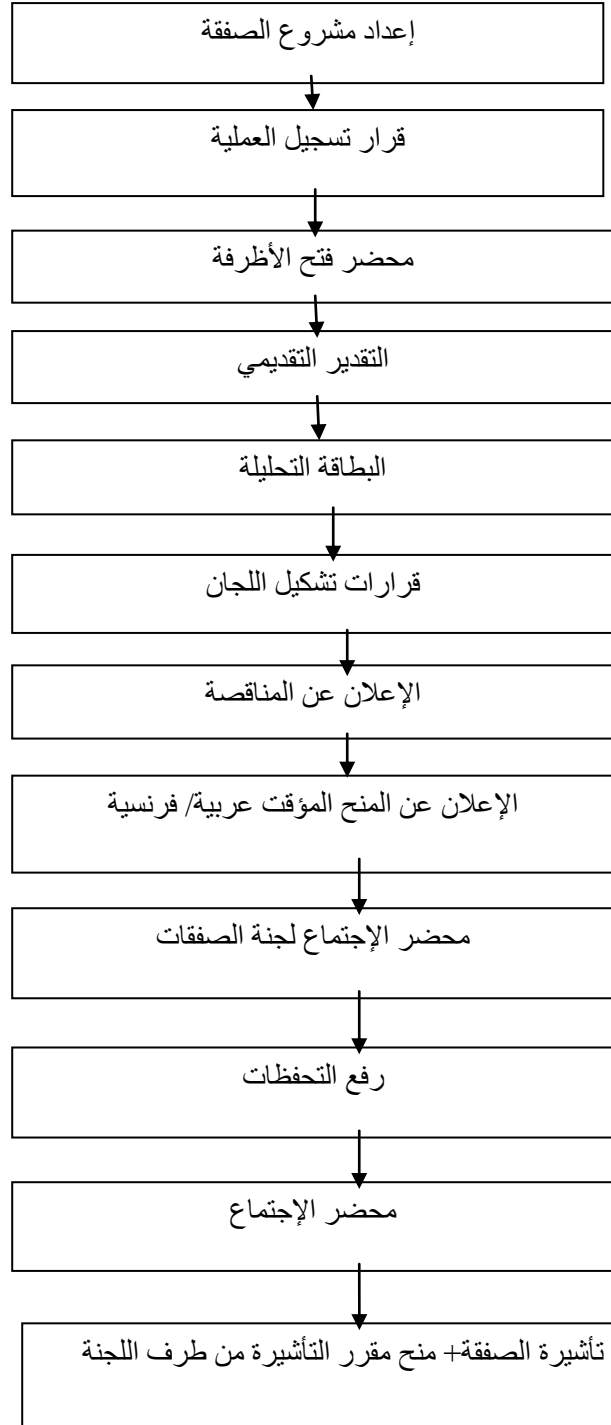 إعداد مشروع الصفقة
قرار تسجيل العملية
محضر فتح الأظرفة
التقدير التقديمي
البطاقة التحليلة
قرارات تشكيل اللجان
الإعلان عن المناقصة
الإعلان عن المنح المؤقت عربية/ فرنسية
محضر الإجتماع لجنة الصفقات
رفع التحفظات
محضر الإجتماع
تأشيرة الصفقة+ منح مقرر التأشيرة من طرف اللجنة